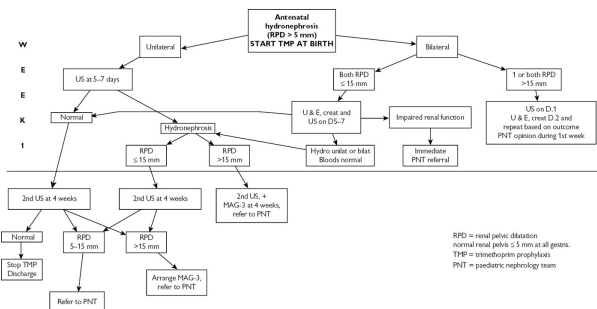 Antenatal
hydronephrosis
(RPD > 5 mm)
START TMP AT BIRTH
W
E
E
K
1
Unilateral
Bilateral
US at 5–7 days
Both RPD
≤ 15 mm
1 or both RPD
>15 mm
Normal
U & E, creat and
US on D5–7
Impaired renal function
US on D.1
U & E, creat D.2 and
repeat based on outcome
PNT opinion during 1st week
Hydronephrosis
Hydro unilat or bilat
Bloods normal
Immediate
PNT referral
RPD
≤ 15 mm
RPD
>15 mm
2nd US at 4 weeks
2nd US at 4 weeks
2nd US, +
MAG-3 at 4 weeks,
refer to PNT
Normal
RPD
5–15 mm
RPD
>15 mm
Stop TMP
Discharge
Refer to PNT
Arrange MAG-3,
refer to PNT
RPD = renal pelvic dilatation
normal renal pelvis ≤ 5 mm at all gestns.
TMP = trimethoprim prophylaxis
PNT = paediatric nephrology team